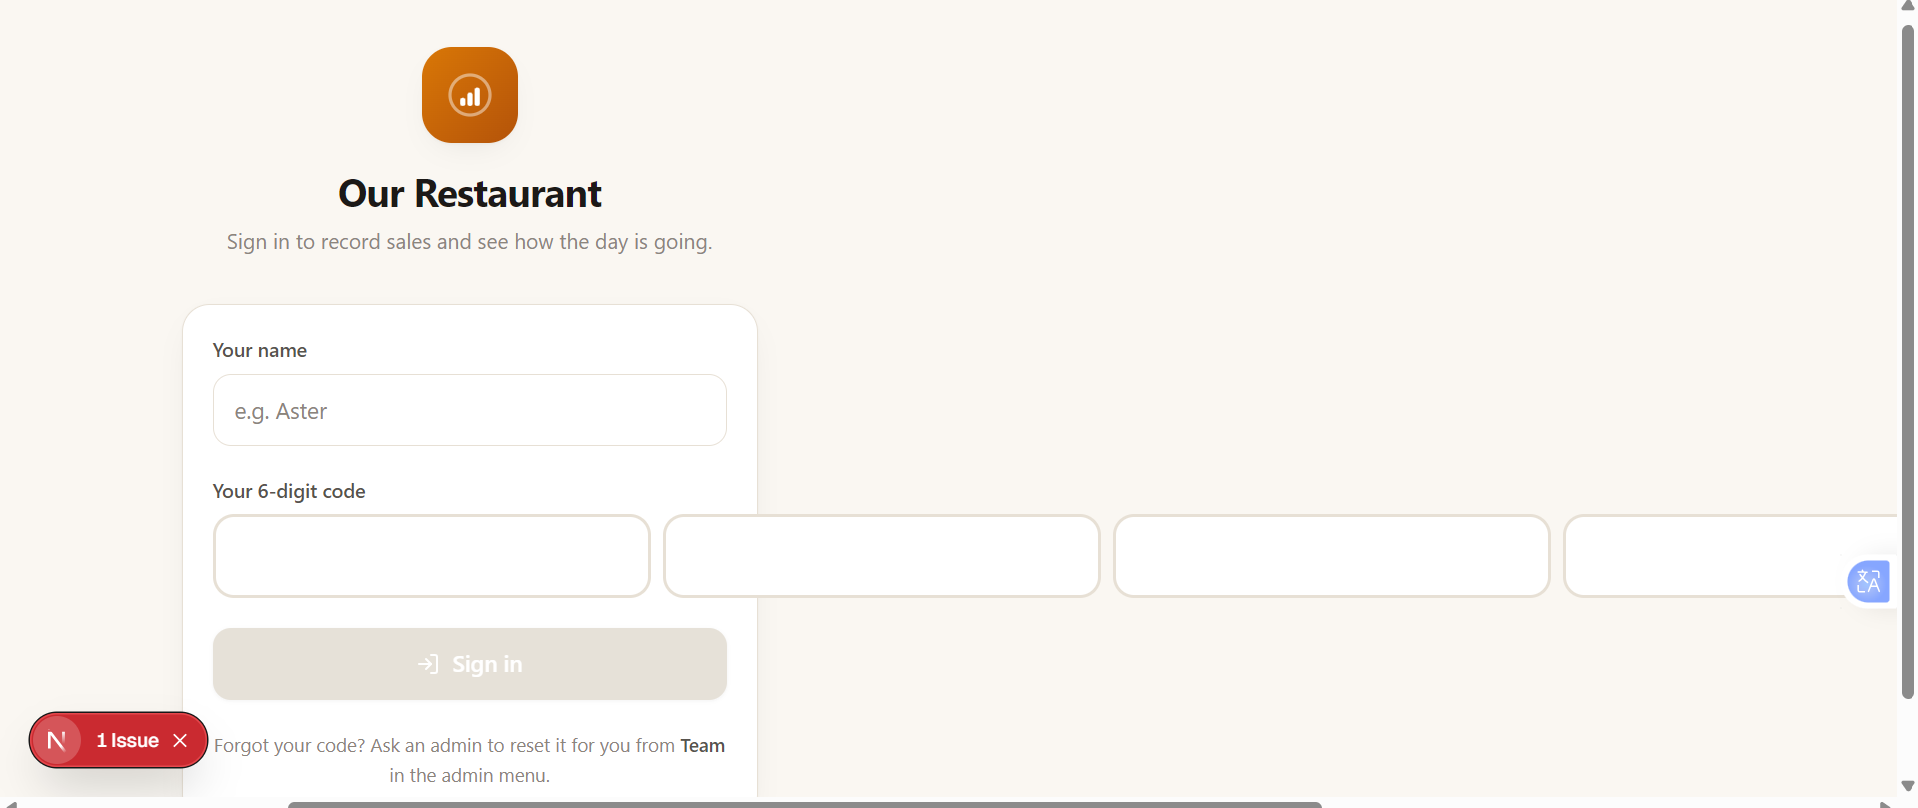 Our Restaurant
Sign in to record sales and see how the day is going.
Your name
e.g. Aster
Your 6-digit code
Sign in
Forgot your code? Ask an admin to reset it for you from Team
in the admin menu.
N 1 Issue
文A